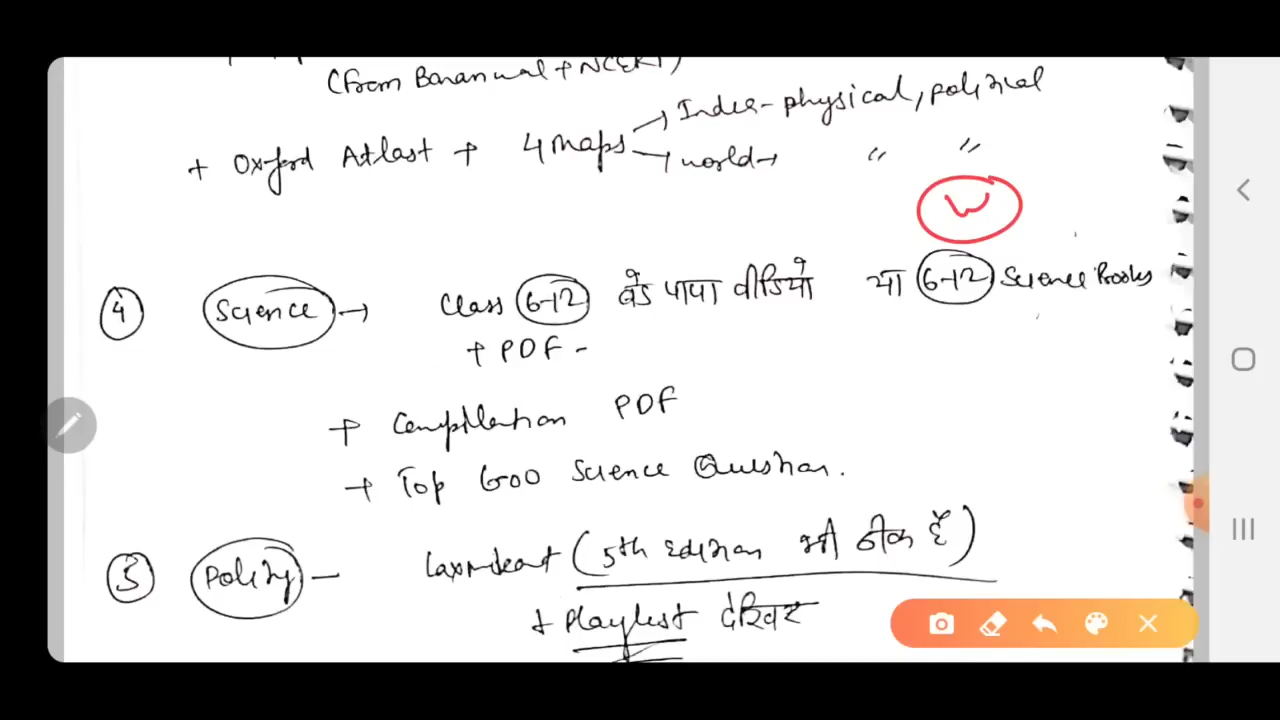 (From Baranwal + NCERT)
+ Oxford Atlast + 4 maps → India - physical, political
→ world → " "
④ Science → Class 6-12 के पापा वीडियो या 6-12 Science Books
+ PDF -
+ Compilation PDF
→ Top 600 Science Question.
⑤ Polity - Laxmikant (5th edition भी ठीक है)
+ Playlist देखिए